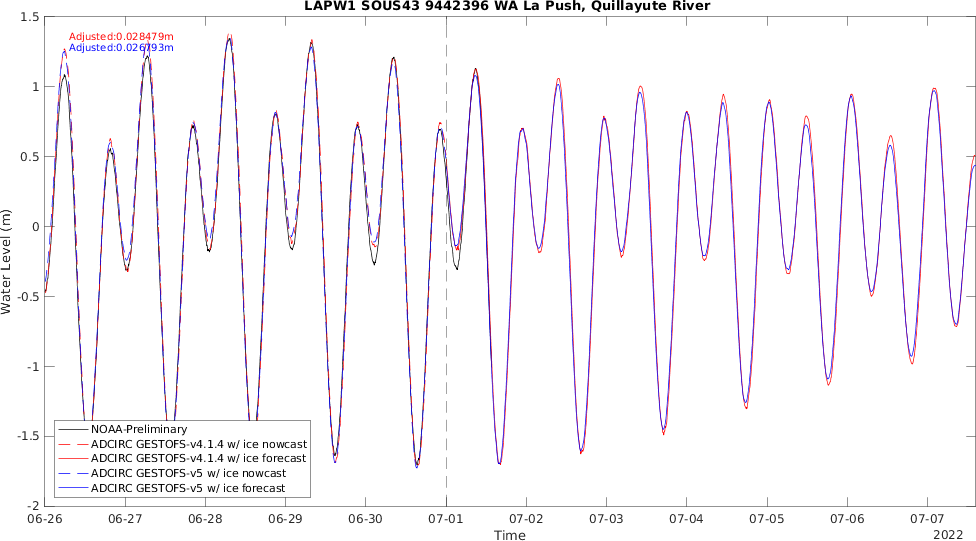 LAPW1 SOUS43 9442396 WA La Push, Quillayute River
Adjusted:0.028479m
Adjusted:0.026793m
1.5
1
0.5
0
-0.5
-1
-1.5
-2
Water Level (m)
NOAA-Preliminary
ADCIRC GESTOFS-v4.1.4 w/ ice nowcast
ADCIRC GESTOFS-v4.1.4 w/ ice forecast
ADCIRC GESTOFS-v5 w/ ice nowcast
ADCIRC GESTOFS-v5 w/ ice forecast
06-26 06-27 06-28 06-29 06-30 07-01 07-02 07-03 07-04 07-05 07-06 07-07
Time
2022